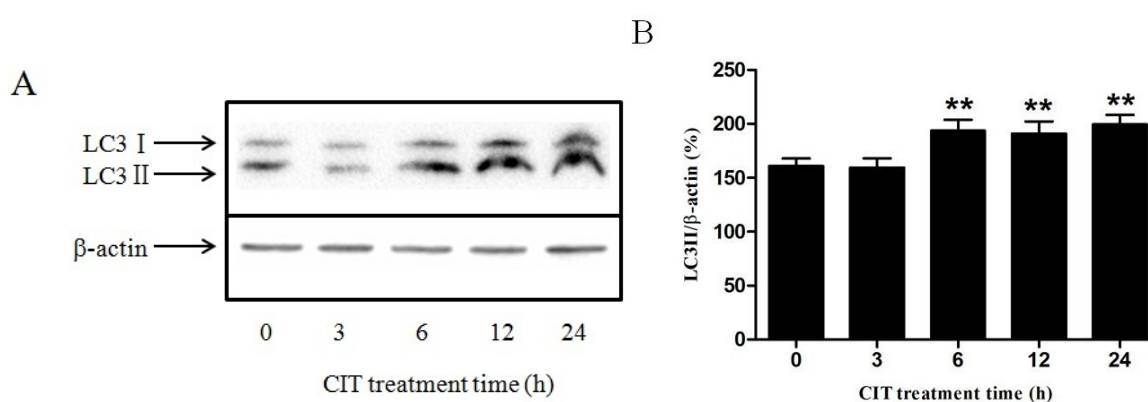 A
LC3 Ⅰ
LC3 Ⅱ
β-actin
0 3 6 12 24
CIT treatment time (h)
B
LC3II/β-actin (%)
250
200
150
100
50
0
** ** **
0 3 6 12 24
CIT treatment time (h)